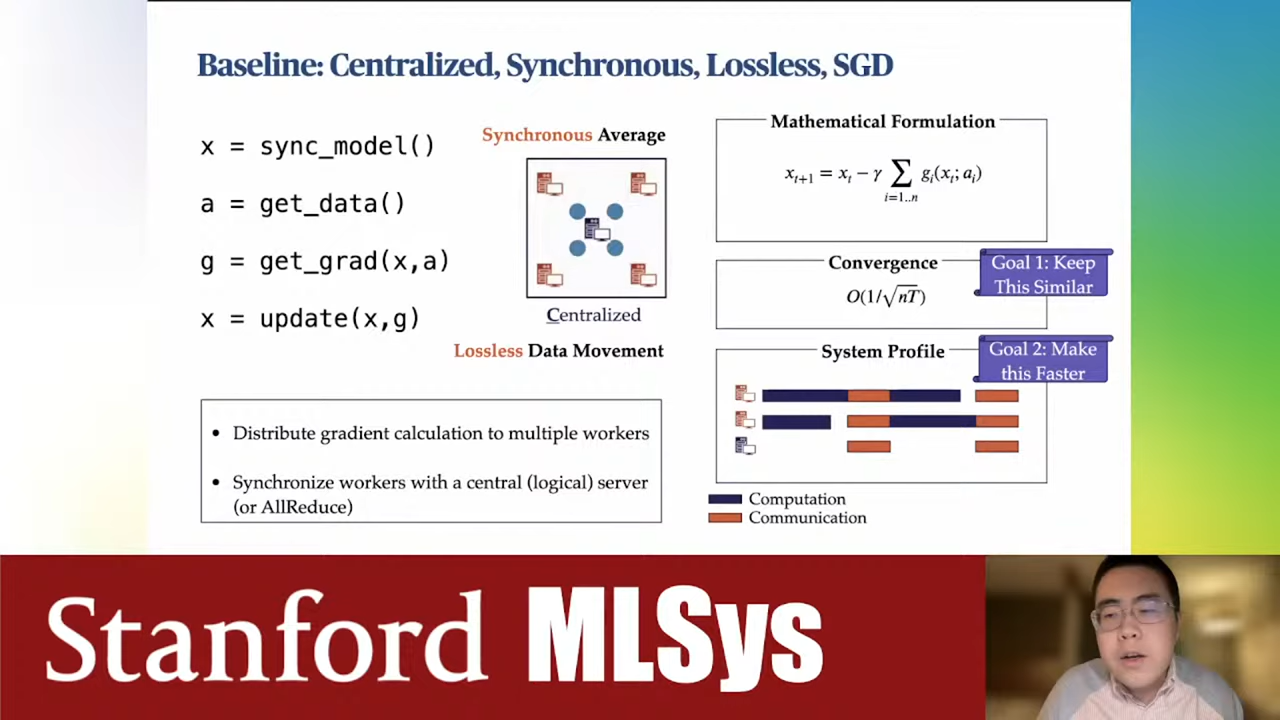 Baseline: Centralized, Synchronous, Lossless, SGD
x = sync_model()
a = get_data()
g = get_grad(x,a)
x = update(x,g)
Synchronous Average
Centralized
Lossless Data Movement
• Distribute gradient calculation to multiple workers
• Synchronize workers with a central (logical) server
(or AllReduce)
Mathematical Formulation
x_{t+1} = x_t − γ ∑_{i=1..n} g_i(x_t; a_i)
Convergence
O(1/√nT)
Goal 1: Keep
This Similar
System Profile
Goal 2: Make
this Faster
Computation
Communication
Stanford MLSys